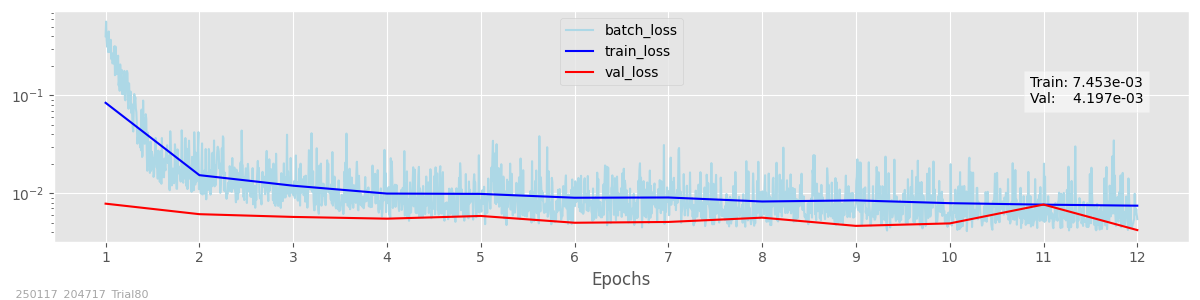 batch_loss
train_loss
val_loss
Train: 7.453e-03
Val: 4.197e-03
10⁻¹
10⁻²
1 2 3 4 5 6 7 8 9 10 11 12
Epochs
250117_204717_Trial80